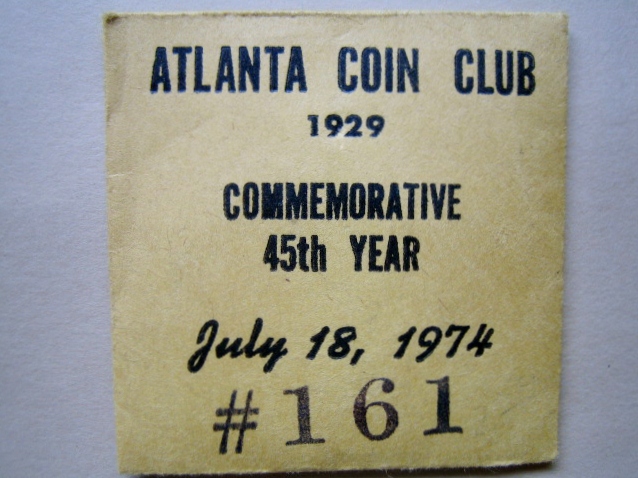 ATLANTA COIN CLUB
1929
COMMEMORATIVE
45th YEAR
July 18, 1974
#161